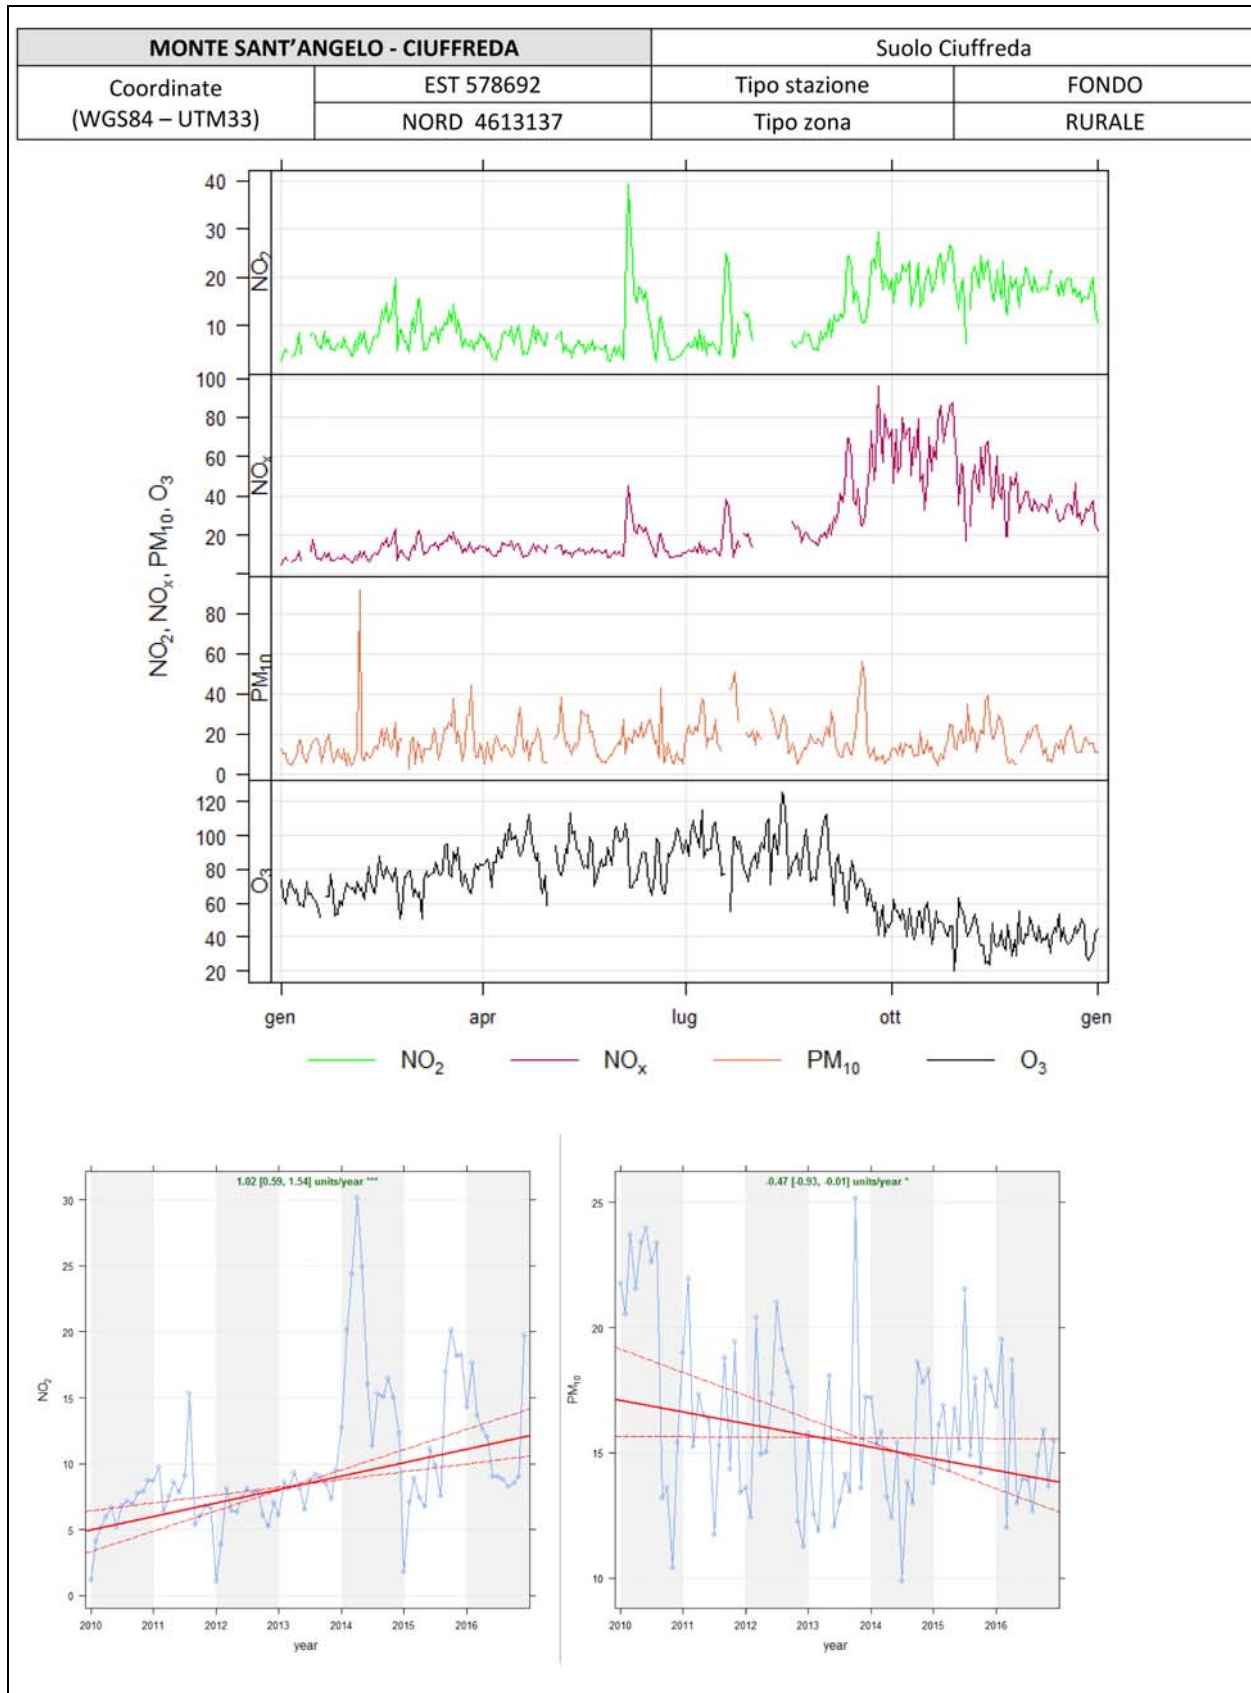 MONTE SANT'ANGELO - CIUFFREDA Suolo Ciuffreda
Coordinate (WGS84 – UTM33) EST 578692 Tipo stazione FONDO
NORD 4613137 Tipo zona RURALE
NO2, NOx, PM10, O3
NO2
40
30
20
10
NOx
100
80
60
40
20
PM10
80
60
40
20
0
O3
120
100
80
60
40
20
gen apr lug ott gen
NO2 NOx PM10 O3
1.02 [0.59, 1.54] units/year ***
NO2
30
25
20
15
10
5
0
2010 2011 2012 2013 2014 2015 2016
year
-0.47 [-0.93, -0.01] units/year *
PM10
25
20
15
10
2010 2011 2012 2013 2014 2015 2016
year